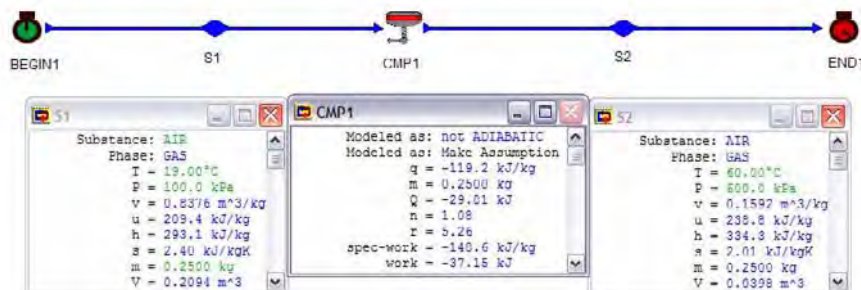 BEGIN1
S1
CMP1
S2
END1
S1
Substance: AIR
Phase: GAS
T = 19.00°C
P = 100.0 kPa
v = 0.8376 m^3/kg
u = 209.4 kJ/kg
h = 293.1 kJ/kg
s = 2.40 kJ/kgK
m = 0.2500 kg
V = 0.2094 m^3
CMP1
Modeled as: not ADIABATIC
Modeled as: Make Assumption
q = -119.2 kJ/kg
m = 0.2500 kg
Q = -29.01 kJ
n = 1.08
r = 5.26
spec-work = -148.6 kJ/kg
work = -37.15 kJ
S2
Substance: AIR
Phase: GAS
T = 60.00°C
P = 600.0 kPa
v = 0.1592 m^3/kg
u = 238.8 kJ/kg
h = 334.3 kJ/kg
s = 2.01 kJ/kgK
m = 0.2500 kg
V = 0.0398 m^3